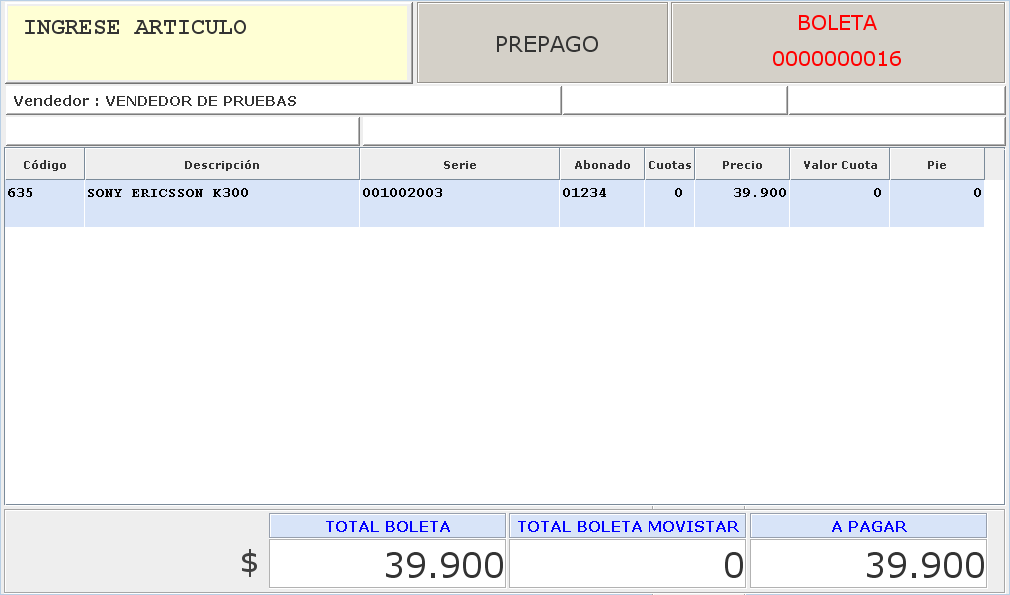 INGRESE ARTICULO
PREPAGO
BOLETA
0000000016
Vendedor : VENDEDOR DE PRUEBAS
Código Descripción Serie Abonado Cuotas Precio Valor Cuota Pie
635 SONY ERICSSON K300 001002003 01234 0 39.900 0 0
TOTAL BOLETA TOTAL BOLETA MOVISTAR A PAGAR
$ 39.900 0 39.900